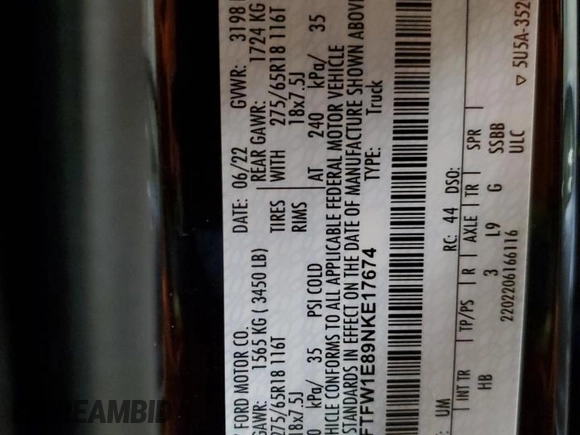 FORD MOTOR CO.
DATE: 06/22 GVWR: 3198
GAWR: 1565 KG ( 3450 LB) REAR GAWR: 1724 KG
275/65R18 116T TIRES WITH 275/65R18 116T
18x7.5J RIMS 18x7.5J
kPa/ 35 PSI COLD AT 240 kPa/ 35
VEHICLE CONFORMS TO ALL APPLICABLE FEDERAL MOTOR VEHICLE
STANDARDS IN EFFECT ON THE DATE OF MANUFACTURE SHOWN ABOVE
FTFW1E89NKE17674 TYPE: Truck
UM RC: 44 DSO:
INT TR TP/PS R AXLE TR SPR
HB 3 L9 G SSBB
2202206166116 ULC
▽ 5U5A-352